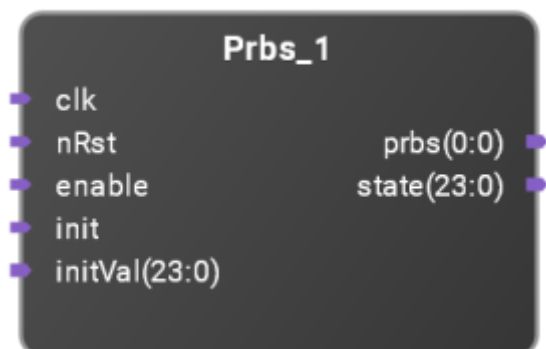 Prbs_1
clk
nRst prbs(0:0)
enable state(23:0)
init
initVal(23:0)